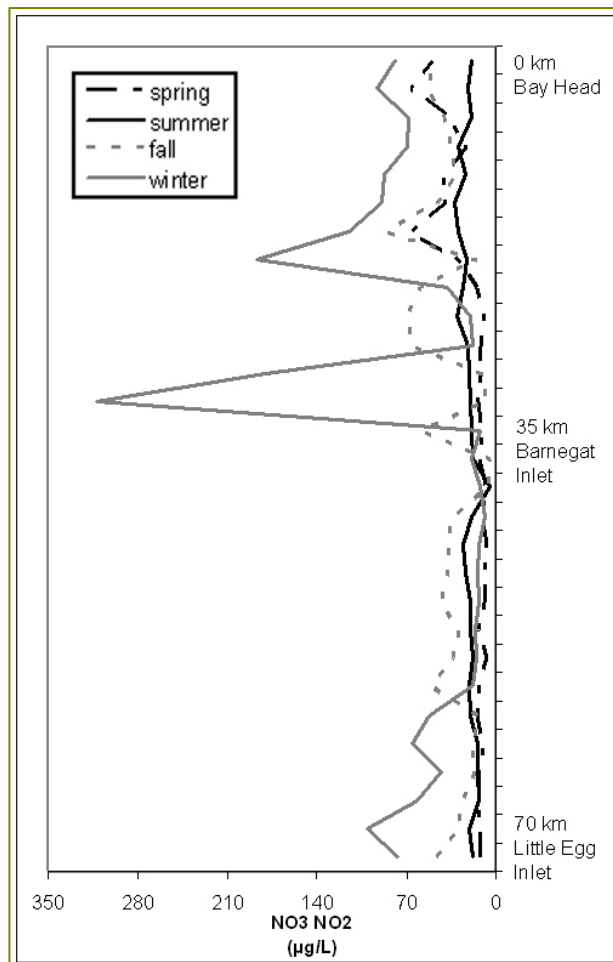 spring
summer
fall
winter
0 km
Bay Head
35 km
Barnegat
Inlet
70 km
Little Egg
Inlet
350 280 210 140 70 0
NO3 NO2
(µg/L)